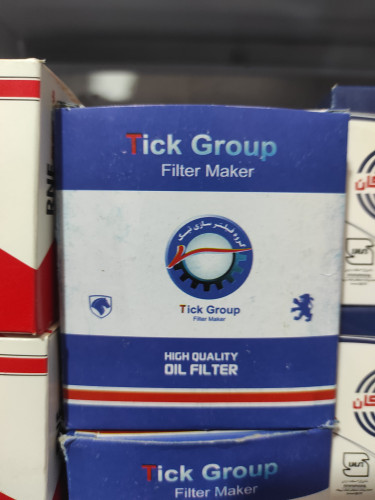 Tick Group
Filter Maker
گروه فیلتر سازی تیک
Tick Group
Filter Maker
HIGH QUALITY
OIL FILTER
Tick Group
Filter Maker